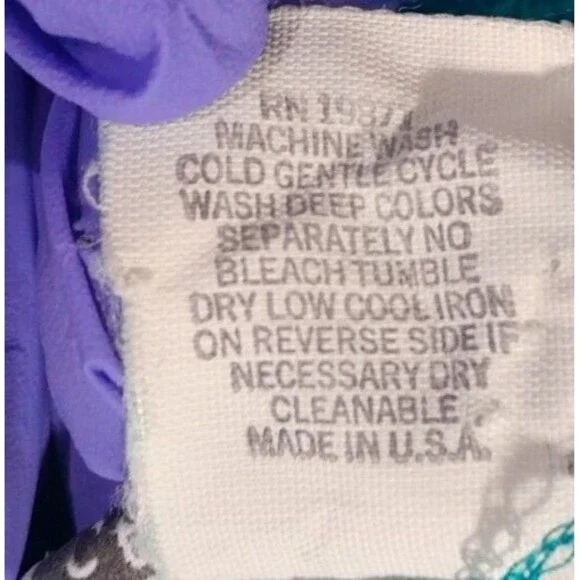 RN 19877
MACHINE WASH
COLD GENTLE CYCLE
WASH DEEP COLORS
SEPARATELY NO
BLEACH TUMBLE
DRY LOW COOL IRON
ON REVERSE SIDE IF
NECESSARY DRY
CLEANABLE
MADE IN U.S.A.